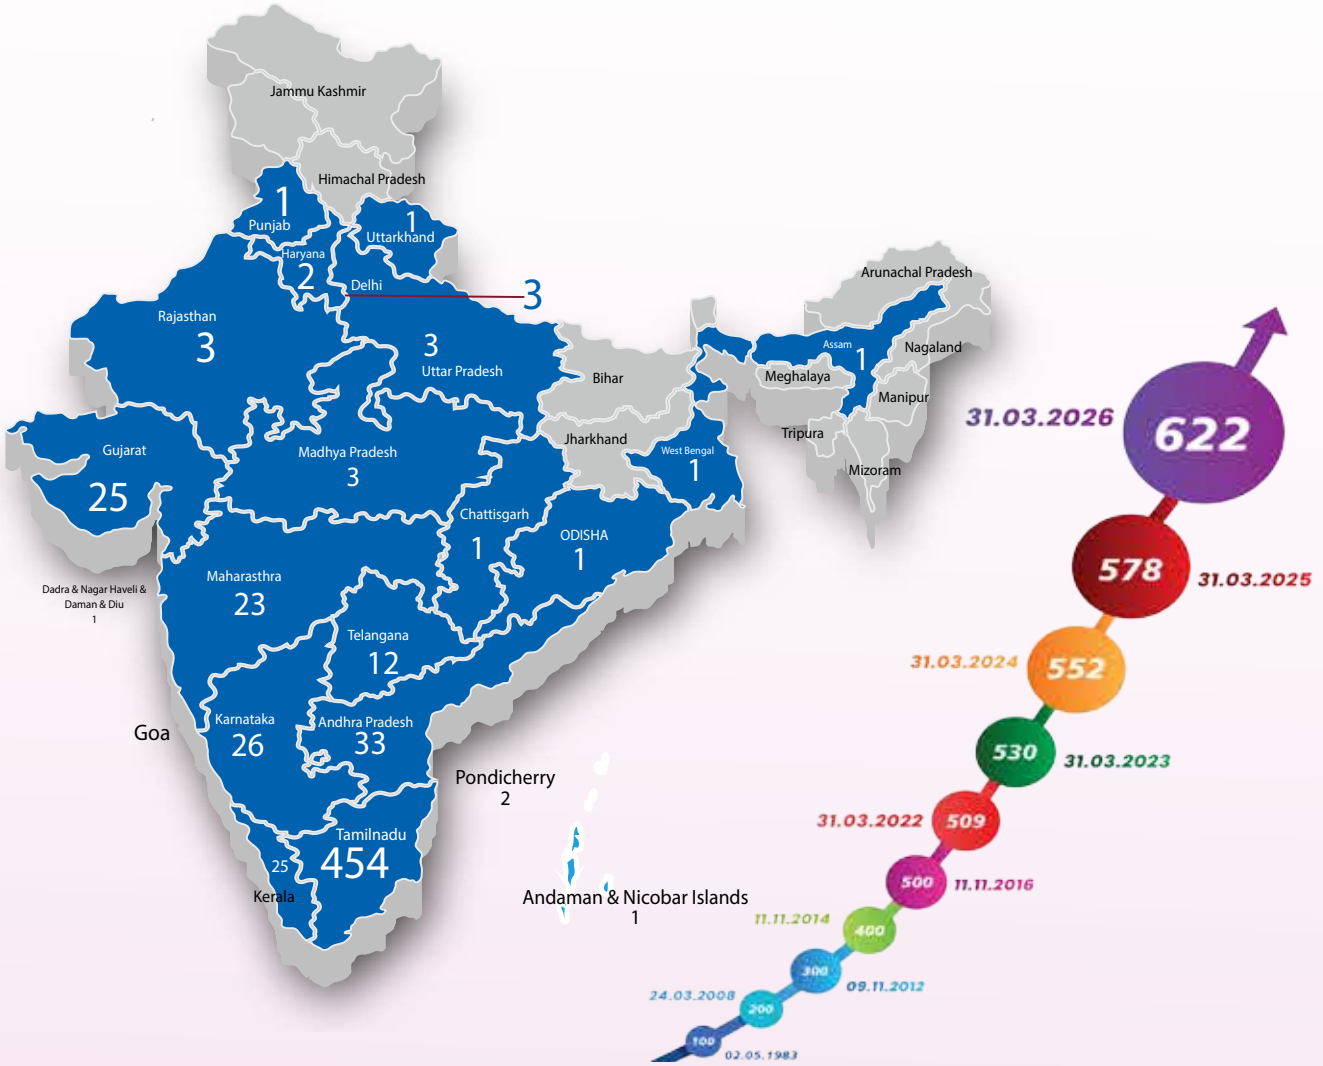 Jammu Kashmir
Himachal Pradesh
1
Punjab
1
Uttarkhand
Haryana
2
Delhi
3
Rajasthan
3
3
Uttar Pradesh
Bihar
Jharkhand
Arunachal Pradesh
Assam
1
Nagaland
Meghalaya
Manipur
Tripura
Mizoram
Gujarat
25
Madhya Pradesh
3
West Bengal
1
Chattisgarh
1
ODISHA
1
Dadra & Nagar Haveli &
Daman & Diu
1
Maharasthra
23
Telangana
12
Goa
Karnataka
26
Andhra Pradesh
33
Pondicherry
2
Tamilnadu
454
25
Kerala
Andaman & Nicobar Islands
1
31.03.2026
622
578
31.03.2025
31.03.2024
552
530
31.03.2023
31.03.2022
509
500
11.11.2016
11.11.2014
400
300
09.11.2012
24.03.2008
200
100
02.05.1983